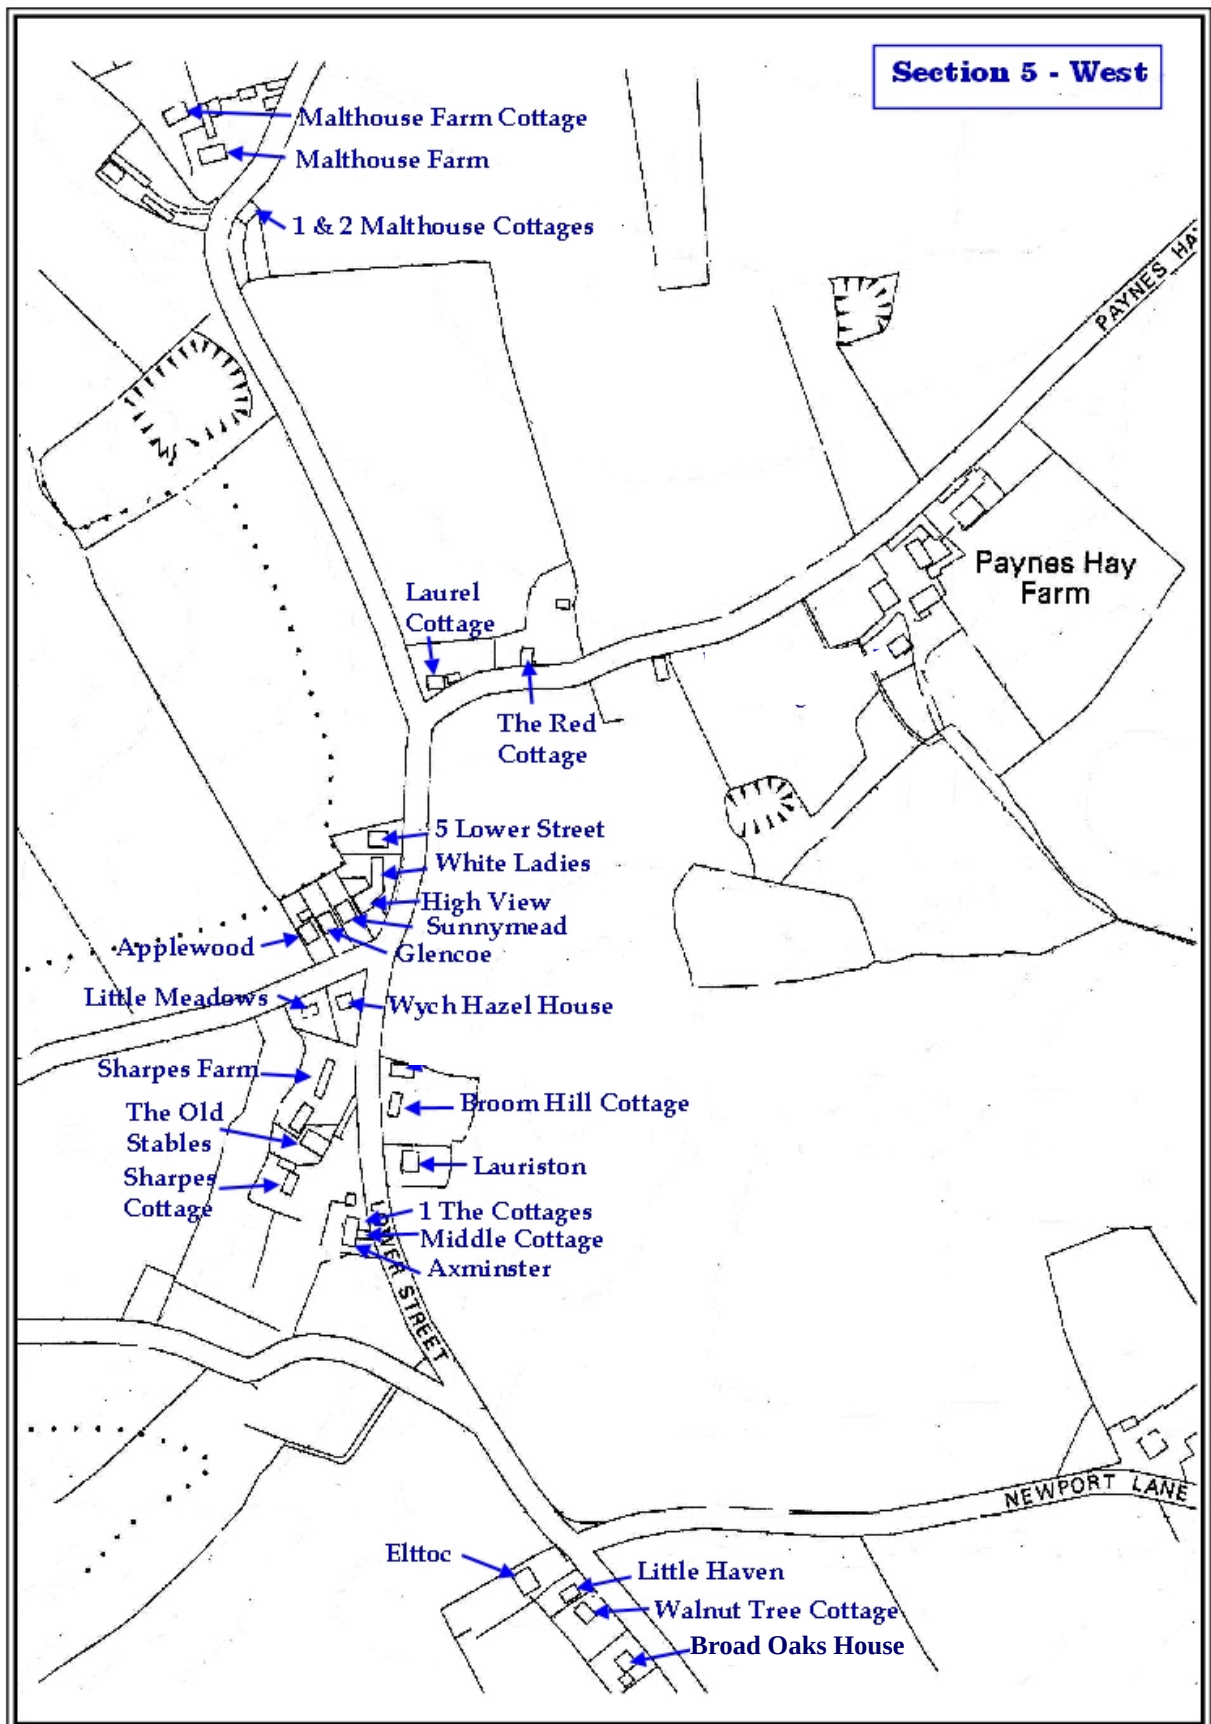 Section 5 - West
Malthouse Farm Cottage
Malthouse Farm
1 & 2 Malthouse Cottages
PAYNES HA
Paynes Hay
Farm
Laurel
Cottage
The Red
Cottage
5 Lower Street
White Ladies
High View
Sunnymead
Applewood
Glencoe
Little Meadows
Wych Hazel House
Sharpes Farm
Broom Hill Cottage
The Old
Stables
Lauriston
Sharpes
Cottage
1 The Cottages
Middle Cottage
Axminster
LOWER STREET
NEWPORT LANE
Elttoc
Little Haven
Walnut Tree Cottage
Broad Oaks House